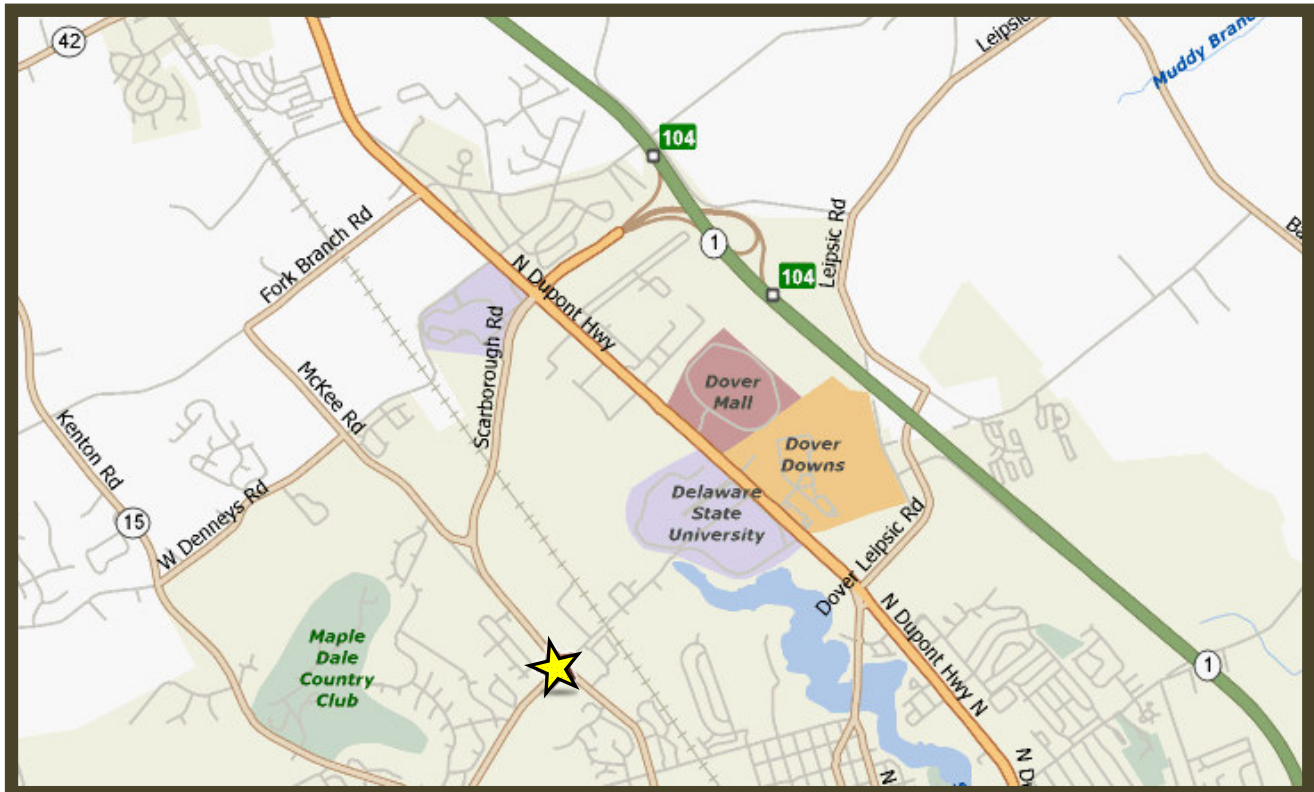 42
Leipsic
Muddy Branc
104
Leipsic Rd
1
104
Fork Branch Rd
N Dupont Hwy
Scarborough Rd
McKee Rd
Dover
Mall
Kenton Rd
Dover
Downs
Delaware
State
University
15
W Denneys Rd
Dover Leipsic Rd
N Dupont Hwy N
Maple
Dale
Country
Club
1
N
N D